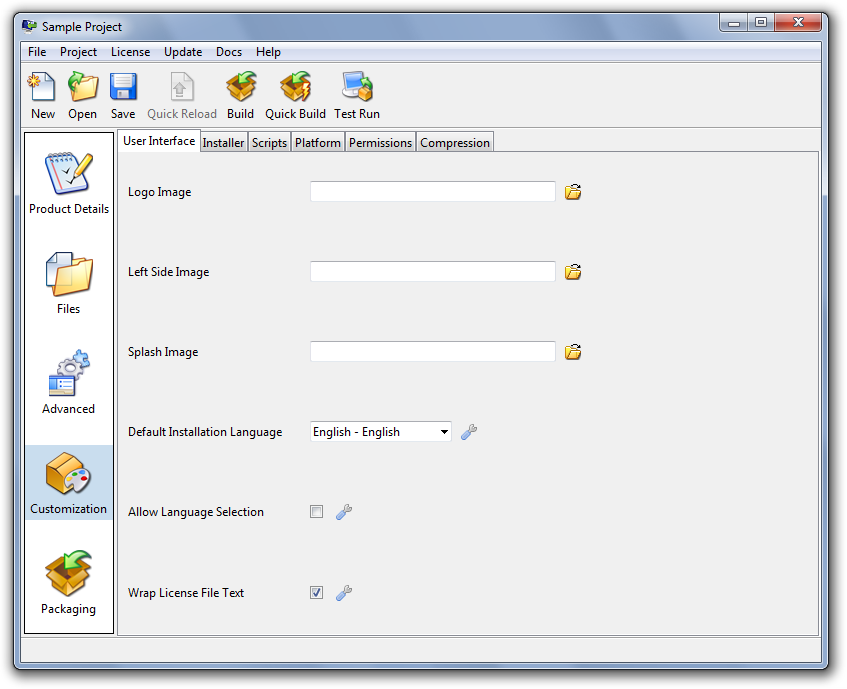 Sample Project
File Project License Update Docs Help
New Open Save Quick Reload Build Quick Build Test Run
User Interface Installer Scripts Platform Permissions Compression
Product Details
Files
Advanced
Customization
Packaging
Logo Image
Left Side Image
Splash Image
Default Installation Language English - English
Allow Language Selection
Wrap License File Text